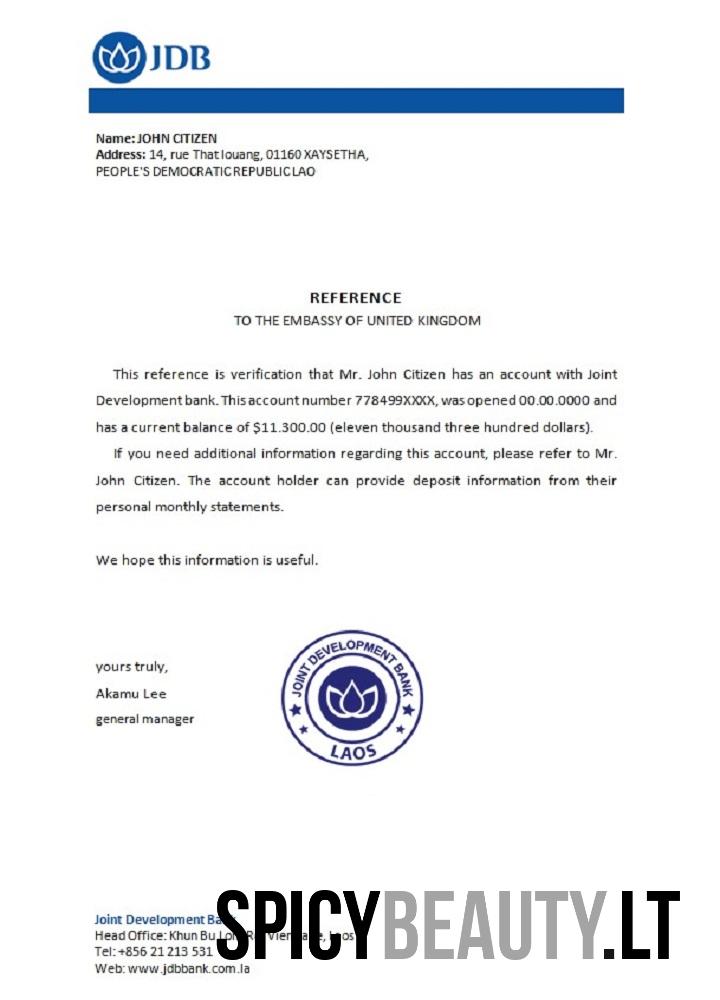 JDB
Name: JOHN CITIZEN
Address: 14, rue That louang, 01160 XAYSETHA,
PEOPLE'S DEMOCRATIC REPUBLIC LAO
REFERENCE
TO THE EMBASSY OF UNITED KINGDOM
This reference is verification that Mr. John Citizen has an account with Joint
Development bank. This account number 778499XXXX, was opened 00.00.0000 and
has a current balance of $11.300.00 (eleven thousand three hundred dollars).
If you need additional information regarding this account, please refer to Mr.
John Citizen. The account holder can provide deposit information from their
personal monthly statements.
We hope this information is useful.
yours truly,
Akamu Lee
general manager
JOINT DEVELOPMENT BANK
LAOS
Joint Development Bank
Head Office: Khun Bu Laos
Tel: +856 21 213 531
Web: www.jdbbank.com.la
SPICYBEAUTY.LT